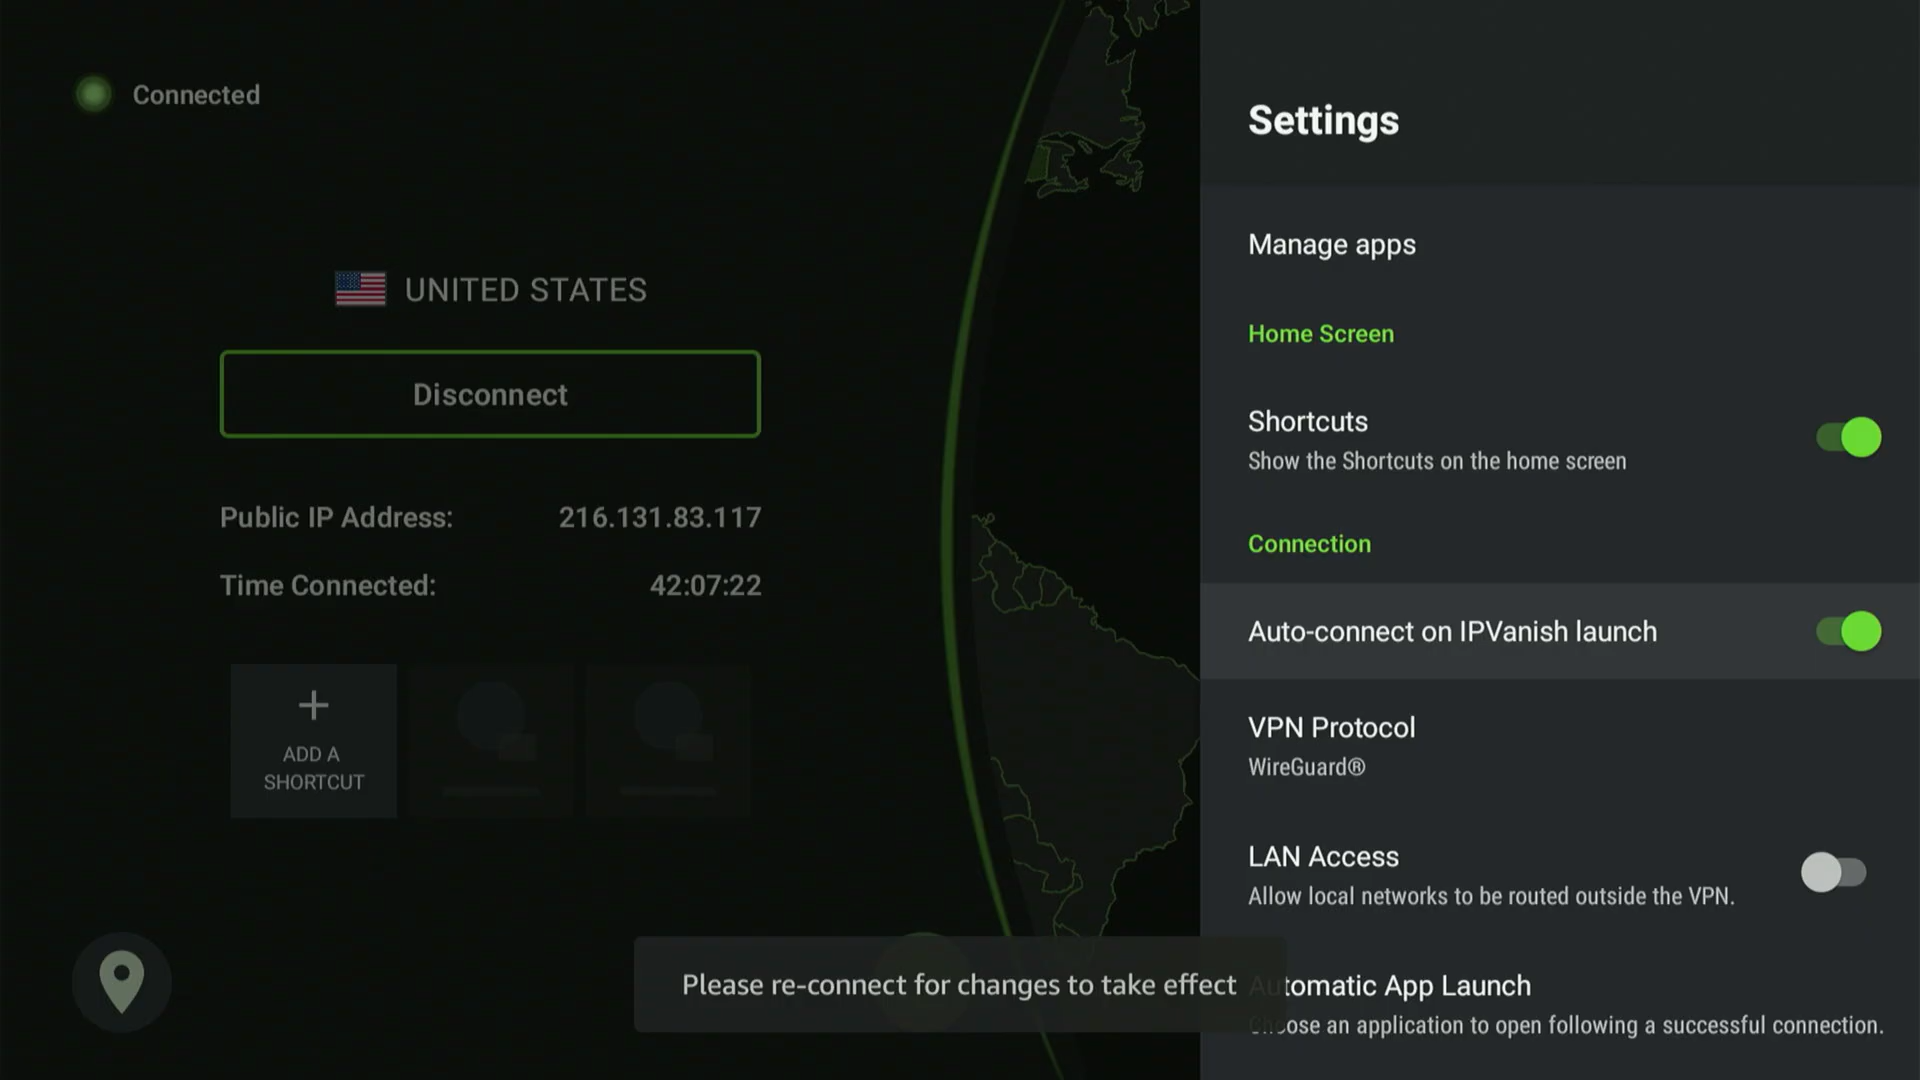 Connected
UNITED STATES
Disconnect
Public IP Address: 216.131.83.117
Time Connected: 42:07:22
+
ADD A
SHORTCUT
Settings
Manage apps
Home Screen
Shortcuts
Show the Shortcuts on the home screen
Connection
Auto-connect on IPVanish launch
VPN Protocol
WireGuard®
LAN Access
Allow local networks to be routed outside the VPN.
Automatic App Launch
Choose an application to open following a successful connection.
Please re-connect for changes to take effect